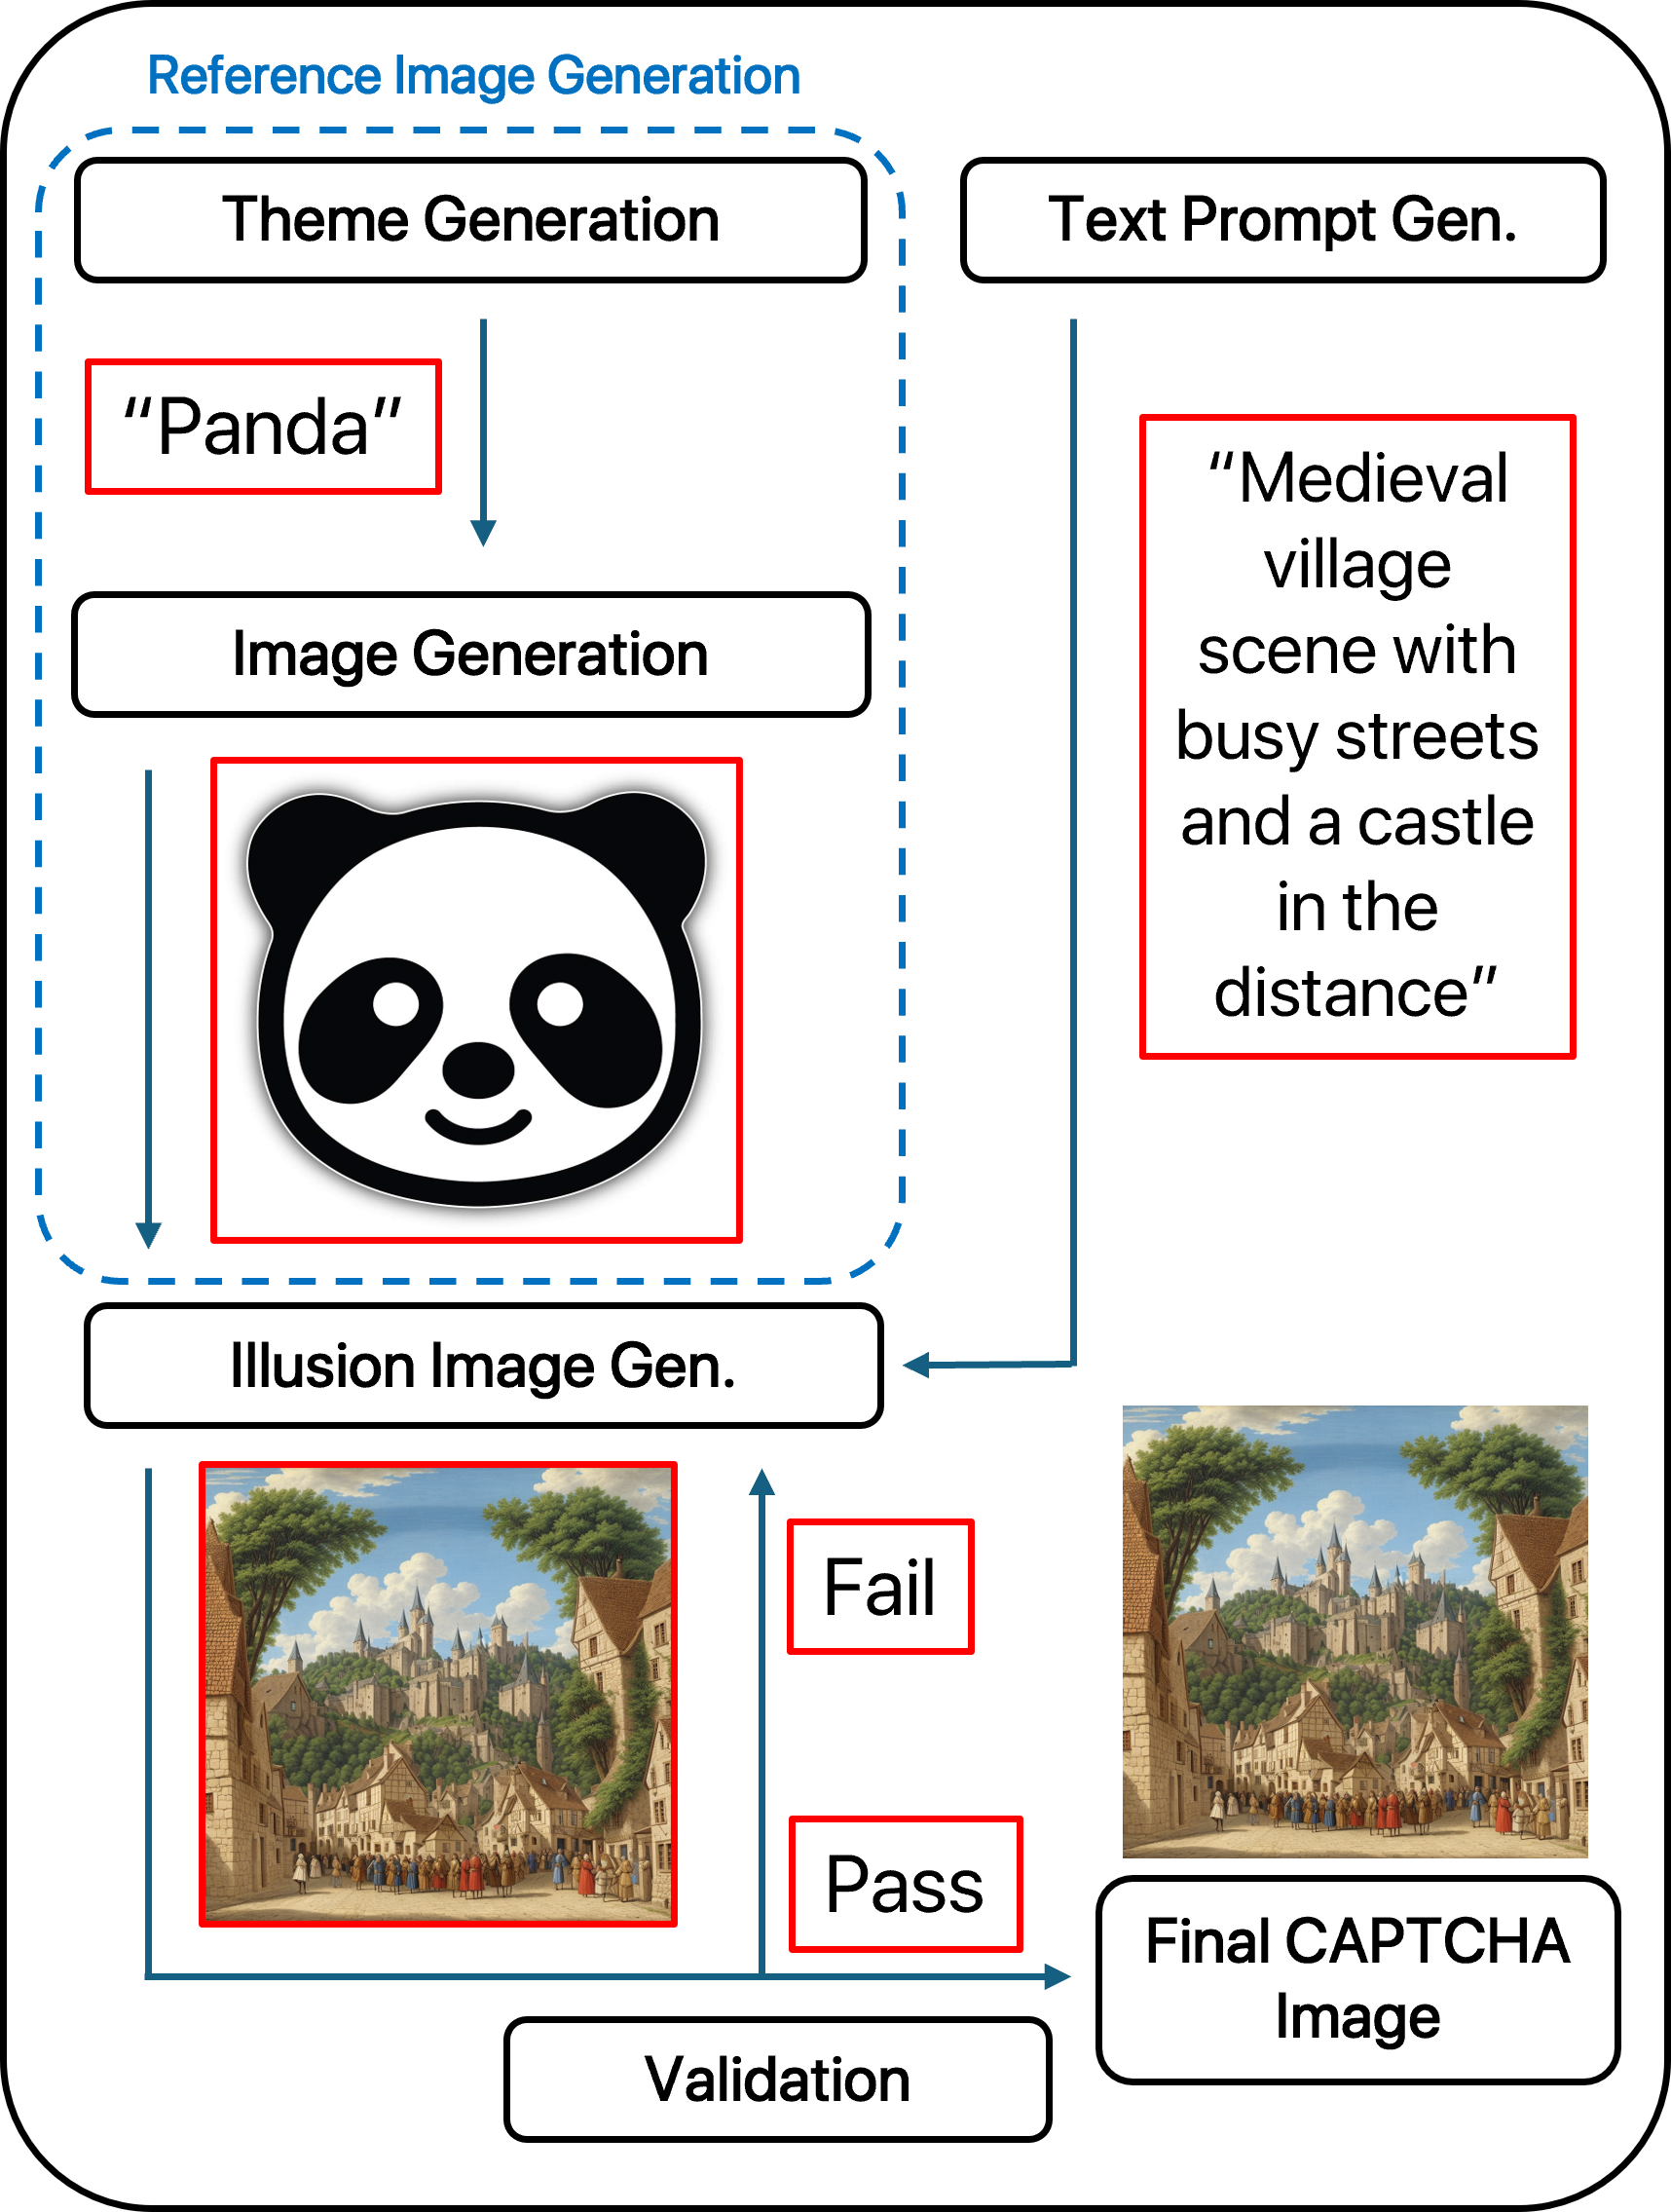 Reference Image Generation
Theme Generation
Text Prompt Gen.
“Panda”
“Medieval
village
scene with
busy streets
and a castle
in the
distance”
Image Generation
Illusion Image Gen.
Fail
Pass
Final CAPTCHA
Image
Validation